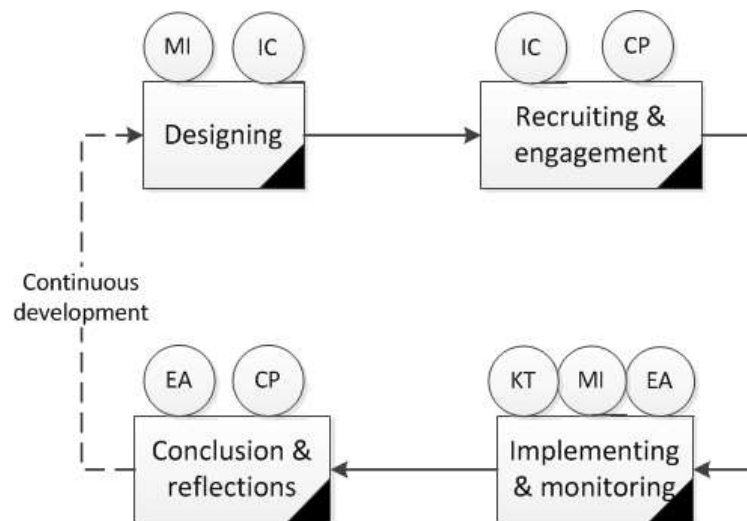 MI
IC
IC
CP
Designing
Recruiting &
engagement
Continuous
development
EA
CP
KT
MI
EA
Conclusion &
reflections
Implementing
& monitoring